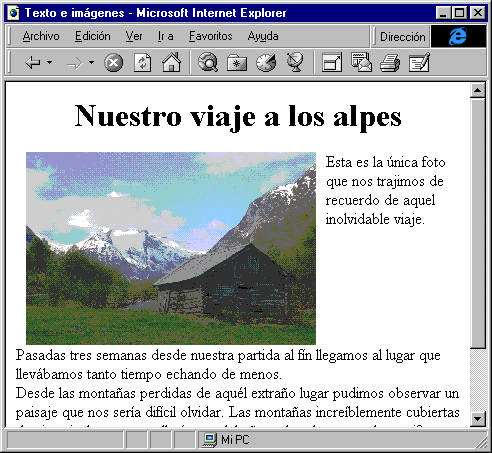 Texto e imágenes - Microsoft Internet Explorer
Archivo Edición Ver Ir a Favoritos Ayuda Dirección
Nuestro viaje a los alpes
Esta es la única foto
que nos trajimos de
recuerdo de aquel
inolvidable viaje.
Pasadas tres semanas desde nuestra partida al fín llegamos al lugar que
llevábamos tanto tiempo echando de menos.
Desde las montañas perdidas de aquél extraño lugar pudimos observar un
paisaje que nos sería difícil olvidar. Las montañas increíblemente cubiertas
Mi PC